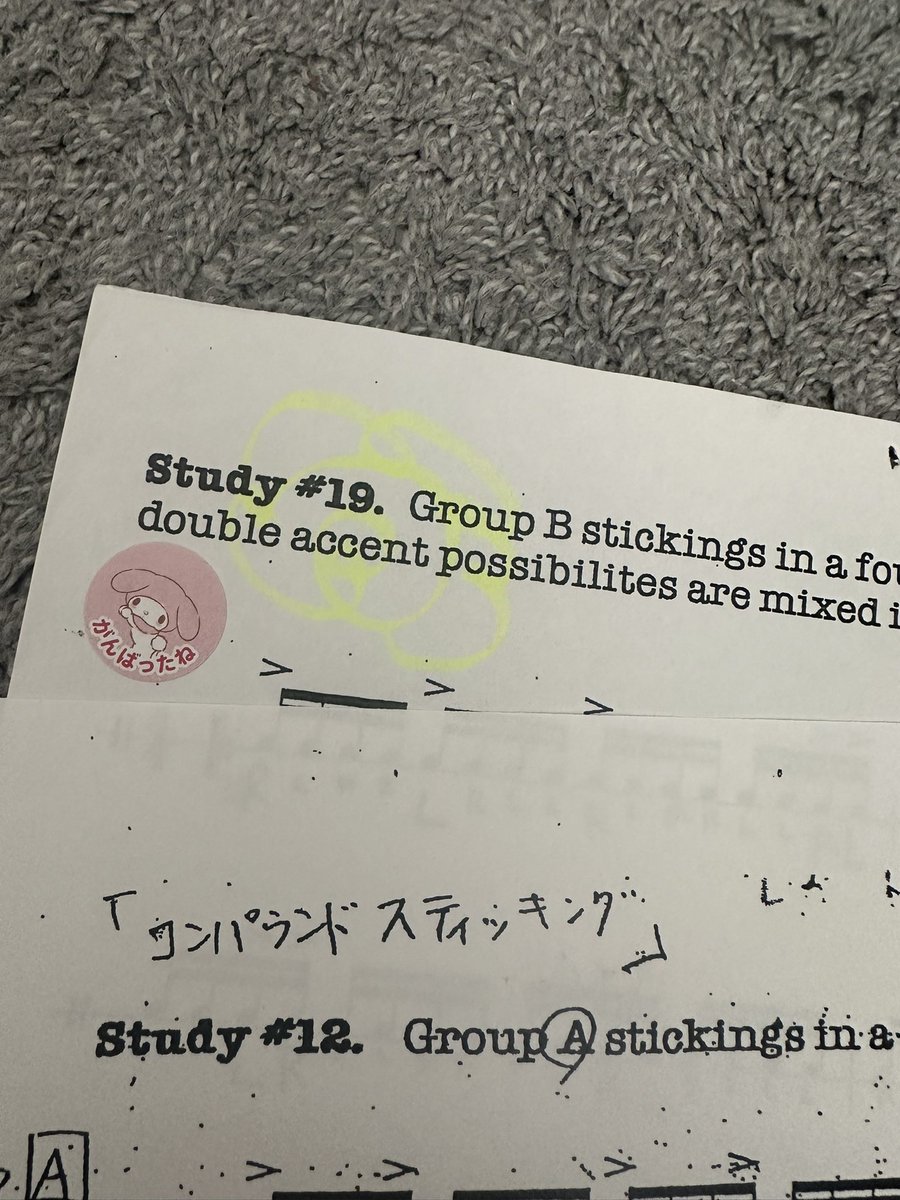 Study #19. Group B stickings in a
double accent possibilites are mixed
がんばったね
「コンパウンド スティッキング」
Study #12. Group A stickings in a
A